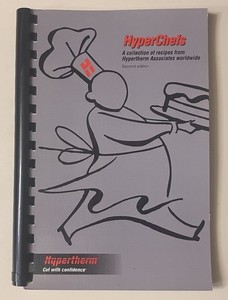 HyperChefs
A collection of recipes from
Hypertherm Associates worldwide
Second edition
Hypertherm®
Cut with confidence®